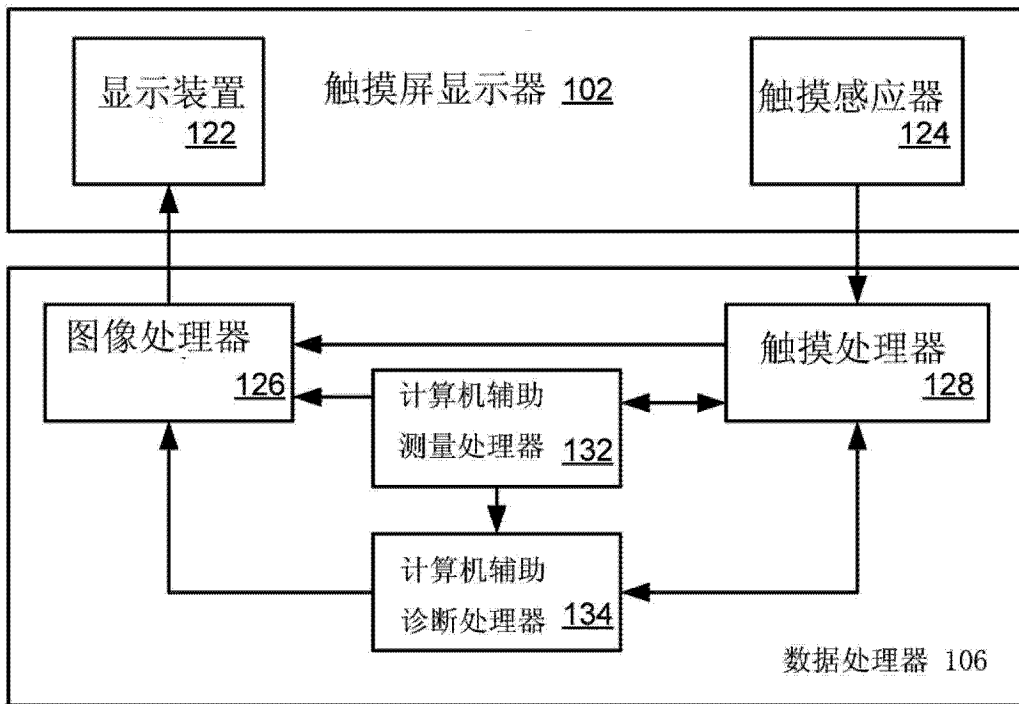 显示装置
122
触摸屏显示器 102
触摸感应器
124
图像处理器
126
触摸处理器
128
计算机辅助
测量处理器 132
计算机辅助
诊断处理器 134
数据处理器 106